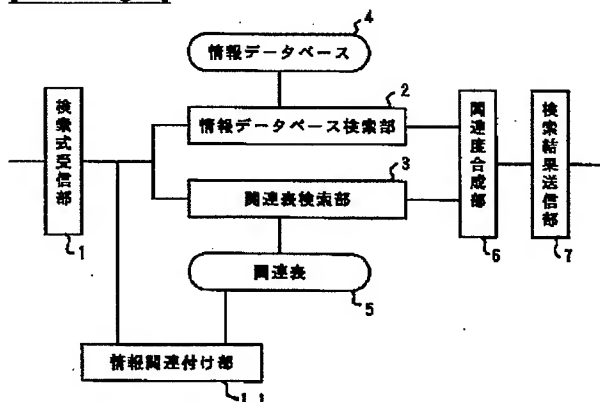 4
情報データベース
2
情報データベース検索部
検索式受信部
1
3
関連表検索部
関連度合成部
6
検索結果送信部
7
関連表
5
情報関連付け部
11